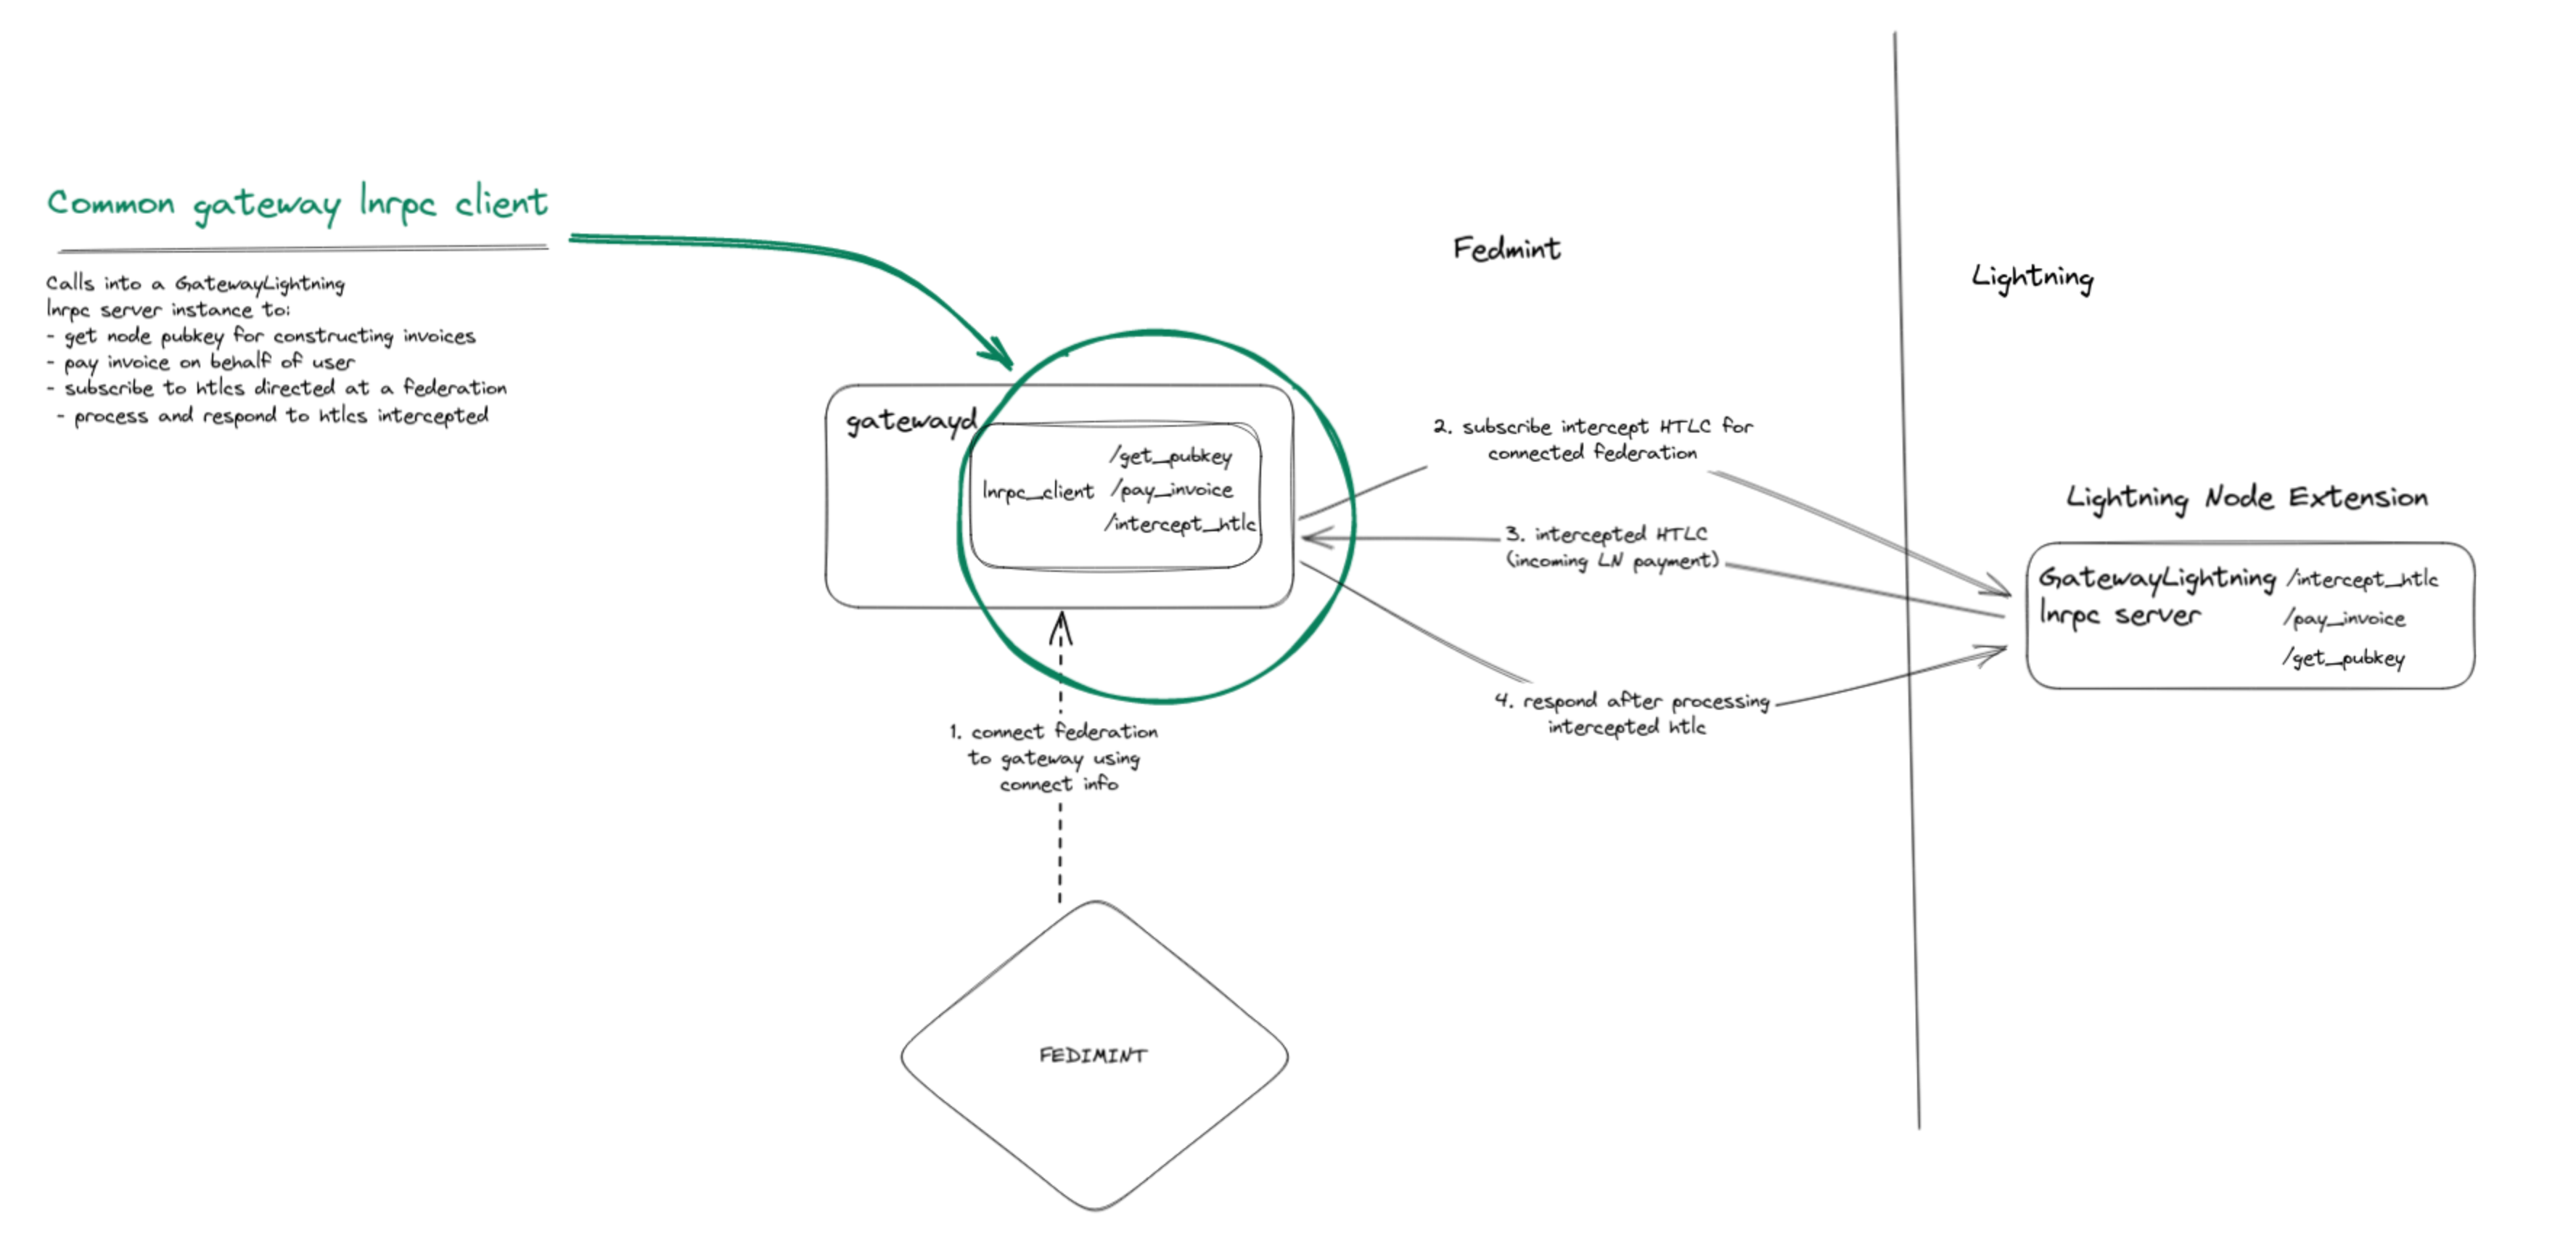 Common gateway lnrpc client
Calls into a GatewayLightning
lnrpc server instance to:
- get node pubkey for constructing invoices
- pay invoice on behalf of user
- subscribe to htlcs directed at a federation
- process and respond to htlcs intercepted
Fedmint
Lightning
gatewayd
/get_pubkey
lnrpc_client /pay_invoice
/intercept_htlc
2. subscribe intercept HTLC for
connected federation
3. intercepted HTLC
(incoming LN payment)
4. respond after processing
intercepted htlc
Lightning Node Extension
GatewayLightning /intercept_htlc
lnrpc server /pay_invoice
/get_pubkey
1. connect federation
to gateway using
connect info
FEDIMINT